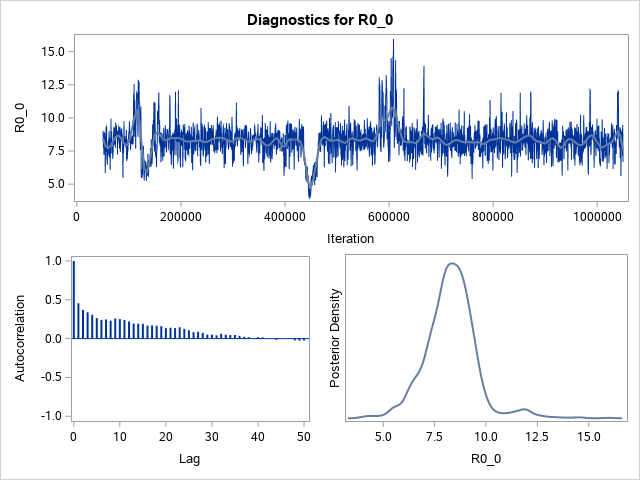 Diagnostics for R0_0
R0_0
15.0
12.5
10.0
7.5
5.0
0 200000 400000 600000 800000 1000000
Iteration
Autocorrelation
1.0
0.5
0.0
-0.5
-1.0
0 10 20 30 40 50
Lag
Posterior Density
5.0 7.5 10.0 12.5 15.0
R0_0